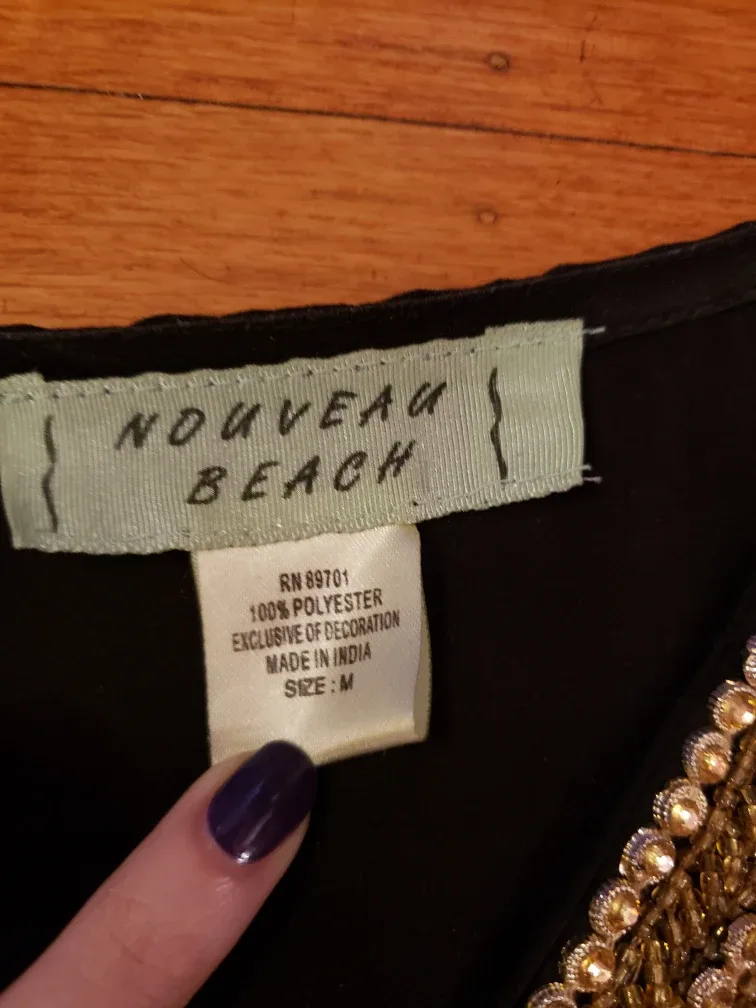 NOUVEAU
BEACH
RN 89701
100% POLYESTER
EXCLUSIVE OF DECORATION
MADE IN INDIA
SIZE : M